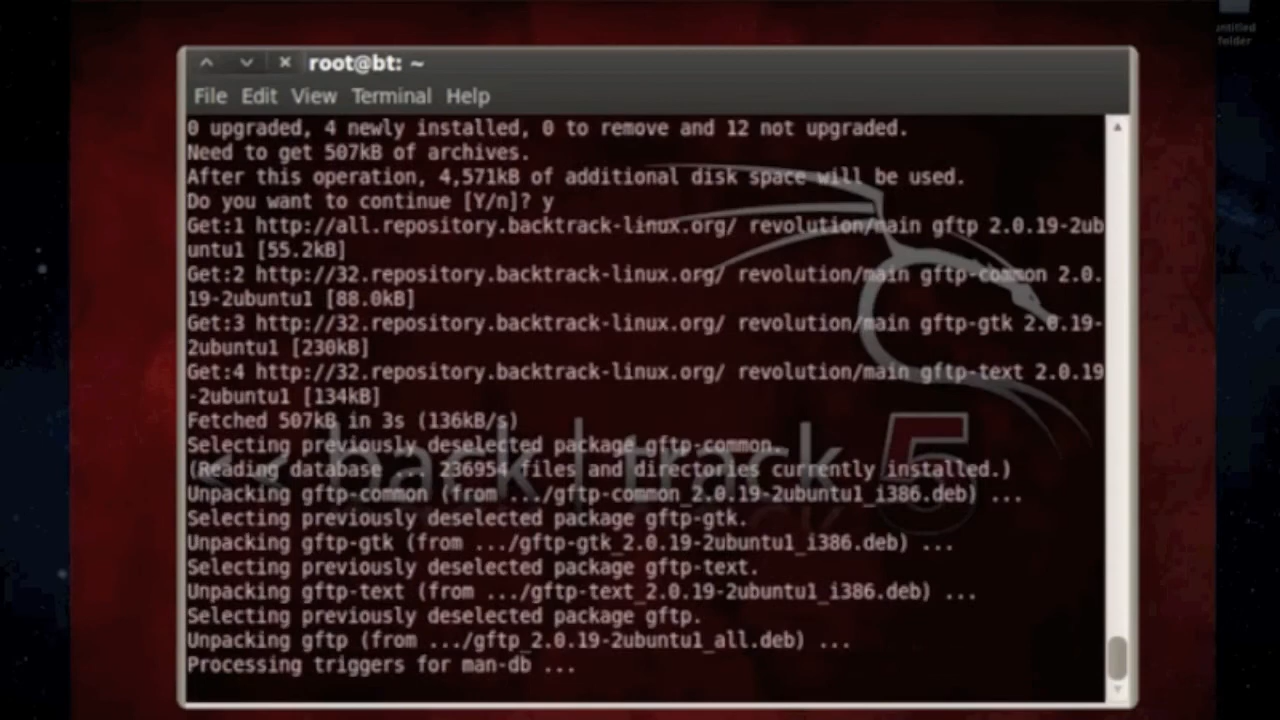 untitled
folder
root@bt: ~
File Edit View Terminal Help
0 upgraded, 4 newly installed, 0 to remove and 12 not upgraded.
Need to get 507kB of archives.
After this operation, 4,571kB of additional disk space will be used.
Do you want to continue [Y/n]? y
Get:1 http://all.repository.backtrack-linux.org/ revolution/main gftp 2.0.19-2ub
untu1 [55.2kB]
Get:2 http://32.repository.backtrack-linux.org/ revolution/main gftp-common 2.0.
19-2ubuntu1 [88.0kB]
Get:3 http://32.repository.backtrack-linux.org/ revolution/main gftp-gtk 2.0.19-
2ubuntu1 [230kB]
Get:4 http://32.repository.backtrack-linux.org/ revolution/main gftp-text 2.0.19
-2ubuntu1 [134kB]
Fetched 507kB in 3s (136kB/s)
Selecting previously deselected package gftp-common.
(Reading database ... 236954 files and directories currently installed.)
Unpacking gftp-common (from .../gftp-common_2.0.19-2ubuntu1_i386.deb) ...
Selecting previously deselected package gftp-gtk.
Unpacking gftp-gtk (from .../gftp-gtk_2.0.19-2ubuntu1_i386.deb) ...
Selecting previously deselected package gftp-text.
Unpacking gftp-text (from .../gftp-text_2.0.19-2ubuntu1_i386.deb) ...
Selecting previously deselected package gftp.
Unpacking gftp (from .../gftp_2.0.19-2ubuntu1_all.deb) ...
Processing triggers for man-db ...
<< back|track 5